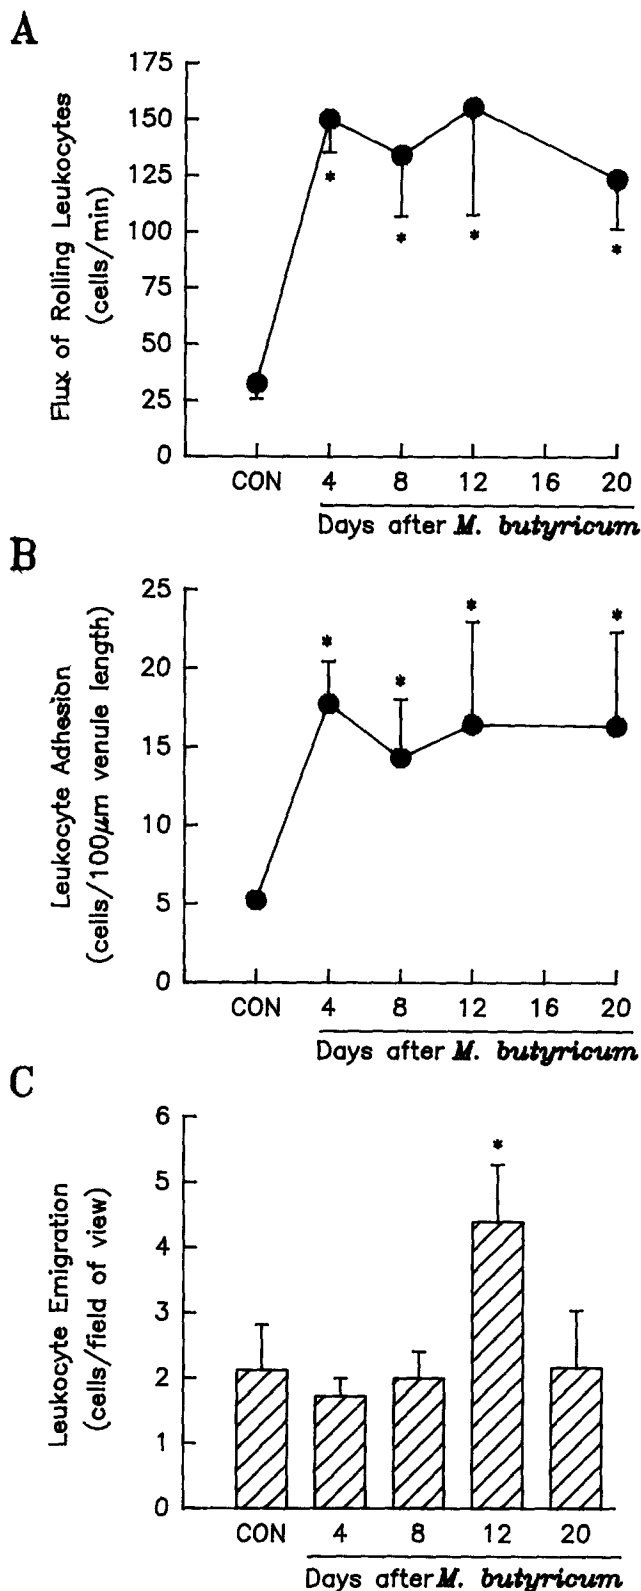 A
Flux of Rolling Leukocytes
(cells/min)
175
150
125
100
75
50
25
0
*
*
*
*
CON 4 8 12 16 20
Days after M. butyricum
B
Leukocyte Adhesion
(cells/100μm venule length)
25
20
15
10
5
0
*
*
*
*
CON 4 8 12 16 20
Days after M. butyricum
C
Leukocyte Emigration
(cells/field of view)
6
5
4
3
2
1
0
*
CON 4 8 12 20
Days after M. butyricum